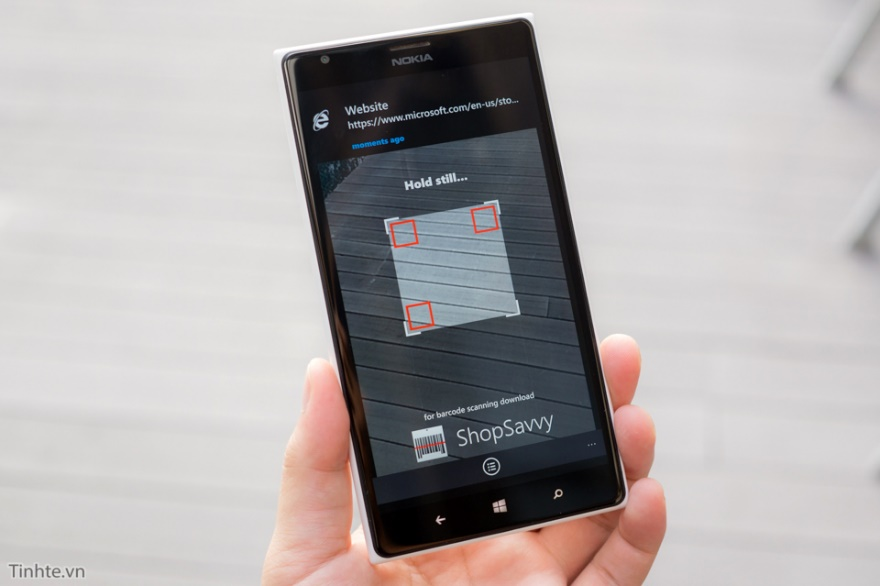 NOKIA
Website
https://www.microsoft.com/en-us/sto...
moments ago
Hold still...
for barcode scanning download
ShopSavvy
...
Tinhte.vn